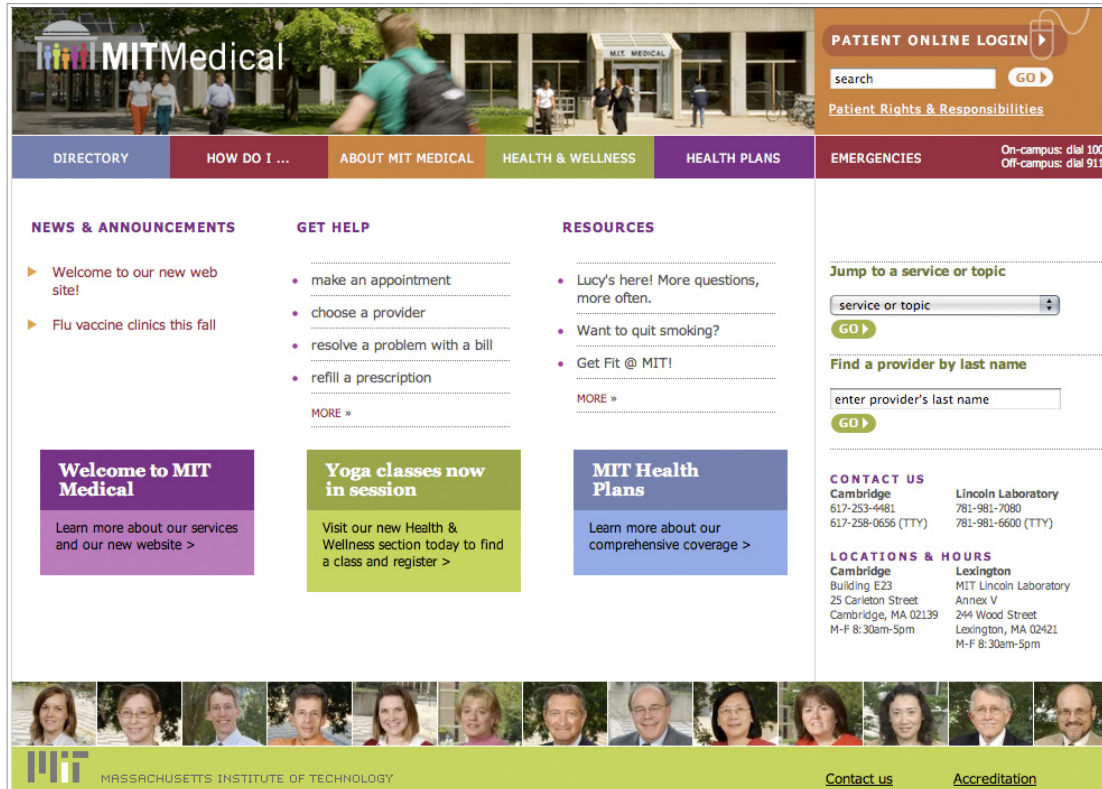 MITMedical
M.I.T. MEDICAL
PATIENT ONLINE LOGIN
search
GO
Patient Rights & Responsibilities
DIRECTORY
HOW DO I ...
ABOUT MIT MEDICAL
HEALTH & WELLNESS
HEALTH PLANS
EMERGENCIES
On-campus: dial 100
Off-campus: dial 911
NEWS & ANNOUNCEMENTS
Welcome to our new web
site!
Flu vaccine clinics this fall
GET HELP
make an appointment
choose a provider
resolve a problem with a bill
refill a prescription
MORE »
RESOURCES
Lucy's here! More questions,
more often.
Want to quit smoking?
Get Fit @ MIT!
MORE »
Jump to a service or topic
service or topic
GO
Find a provider by last name
enter provider's last name
GO
Welcome to MIT
Medical
Learn more about our services
and our new website >
Yoga classes now
in session
Visit our new Health &
Wellness section today to find
a class and register >
MIT Health
Plans
Learn more about our
comprehensive coverage >
CONTACT US
Cambridge
617-253-4481
617-258-0656 (TTY)
Lincoln Laboratory
781-981-7080
781-981-6600 (TTY)
LOCATIONS & HOURS
Cambridge
Building E23
25 Carleton Street
Cambridge, MA 02139
M-F 8:30am-5pm
Lexington
MIT Lincoln Laboratory
Annex V
244 Wood Street
Lexington, MA 02421
M-F 8:30am-5pm
MIT
MASSACHUSETTS INSTITUTE OF TECHNOLOGY
Contact us
Accreditation